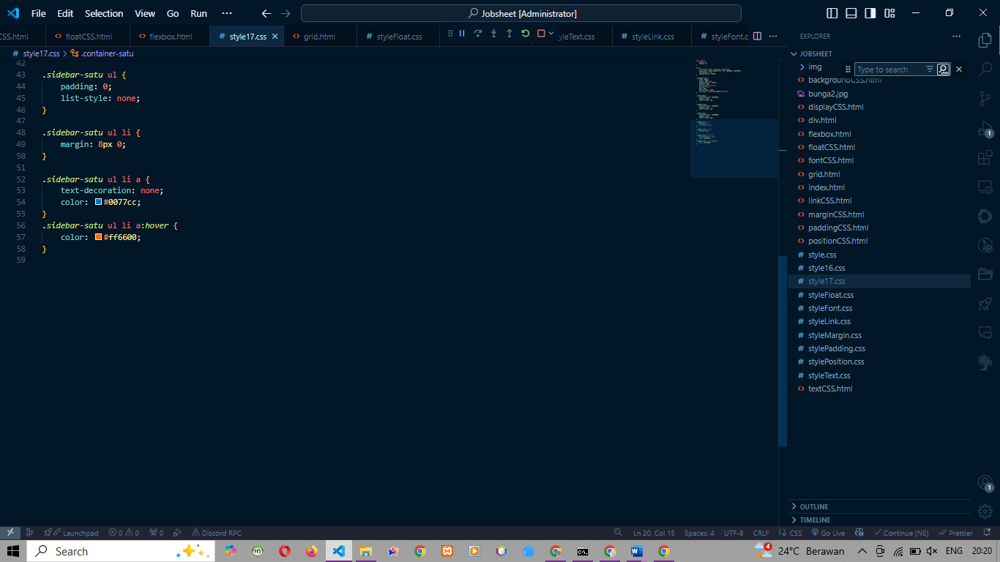 File Edit Selection View Go Run ··· Jobsheet [Administrator]
CSS.html floatCSS.html flexbox.html style17.css grid.html styleFloat.css yleText.css styleLink.css styleFont.c
style17.css > .container-satu
42
43 .sidebar-satu ul {
44 padding: 0;
45 list-style: none;
46 }
47
48 .sidebar-satu ul li {
49 margin: 8px 0;
50 }
51
52 .sidebar-satu ul li a {
53 text-decoration: none;
54 color: #0077cc;
55 }
56 .sidebar-satu ul li a:hover {
57 color: #ff6600;
58 }
59
EXPLORER
JOBSHEET
img
Type to search
backgroundCSS.html
bunga2.jpg
displayCSS.html
div.html
flexbox.html
floatCSS.html
fontCSS.html
grid.html
index.html
linkCSS.html
marginCSS.html
paddingCSS.html
positionCSS.html
style.css
style16.css
style17.css
styleFloat.css
styleFont.css
styleLink.css
styleMargin.css
stylePadding.css
stylePosition.css
styleText.css
textCSS.html
OUTLINE
TIMELINE
1
1
Launchpad 0 0 0 Discord RPC Ln 20, Col 15 Spaces: 4 UTF-8 CRLF CSS Go Live Continue (NE) Prettier
Search 4 24°C Berawan ENG 20:20